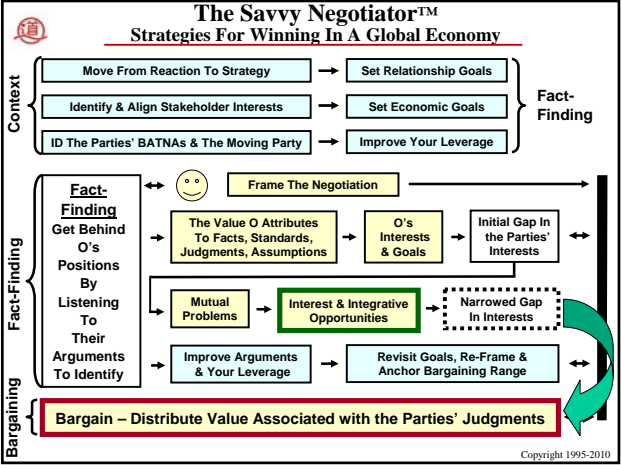 道
The Savvy Negotiator™
Strategies For Winning In A Global Economy
Context
Move From Reaction To Strategy
Set Relationship Goals
Identify & Align Stakeholder Interests
Set Economic Goals
ID The Parties' BATNAs & The Moving Party
Improve Your Leverage
Fact-
Finding
Fact-Finding
Fact-
Finding
Get Behind
O's
Positions
By
Listening
To
Their
Arguments
To Identify
Frame The Negotiation
The Value O Attributes
To Facts, Standards,
Judgments, Assumptions
O's
Interests
& Goals
Initial Gap In
the Parties'
Interests
Mutual
Problems
Interest & Integrative
Opportunities
Narrowed Gap
In Interests
Improve Arguments
& Your Leverage
Revisit Goals, Re-Frame &
Anchor Bargaining Range
Bargaining
Bargain – Distribute Value Associated with the Parties' Judgments
Copyright 1995-2010